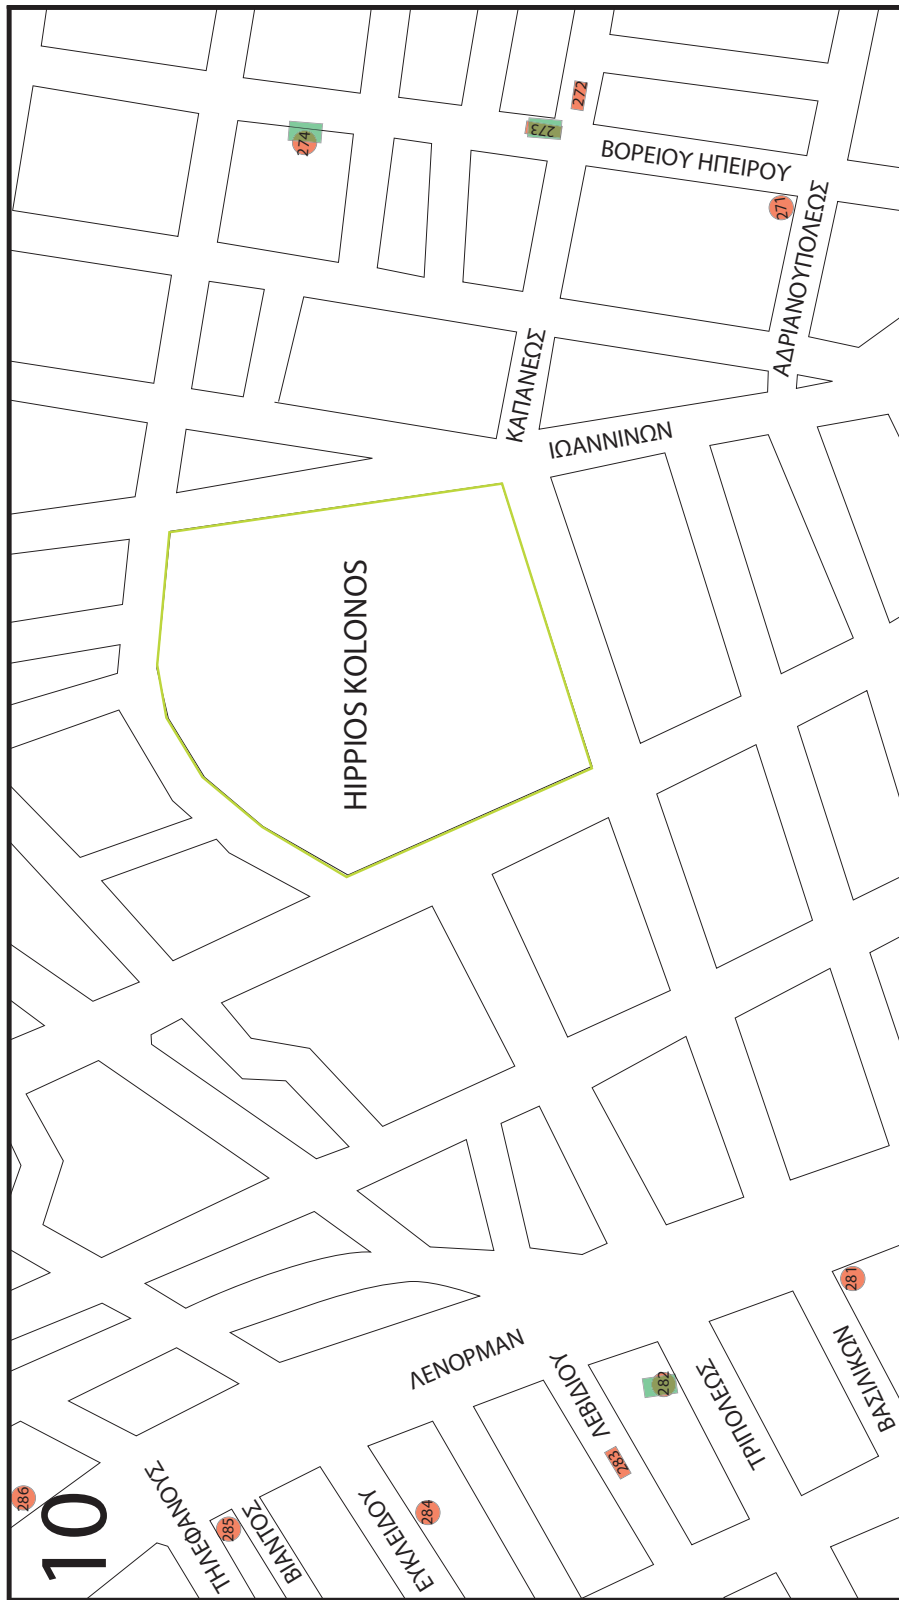 272
273
274
ΒΟΡΕΙΟΥ ΗΠΕΙΡΟΥ
271
ΑΔΡΙΑΝΟΥΠΟΛΕΩΣ
ΚΑΠΑΝΕΩΣ
ΙΩΑΝΝΙΝΩΝ
HIPPIOS KOLONOS
281
ΒΑΣΙΛΙΚΩΝ
ΛΕΝΟΡΜΑΝ
282
ΤΡΙΠΟΛΕΩΣ
ΛΕΒΙΔΙΟΥ
283
284
ΕΥΚΛΕΙΔΟΥ
ΒΙΑΝΤΟΣ
285
ΤΗΛΕΦΑΝΟΥΣ
286
10